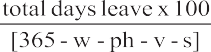 total days leave x 100
[365 - w - ph - v - s]